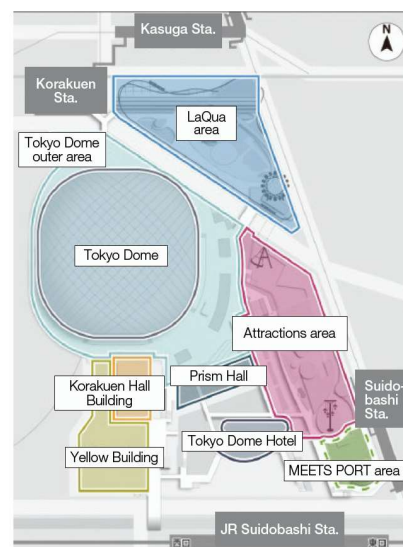 Kasuga Sta.
N
Korakuen
Sta.
LaQua
area
Tokyo Dome
outer area
Tokyo Dome
Attractions area
Prism Hall
Korakuen Hall
Building
Suido-
bashi
Sta.
Tokyo Dome Hotel
Yellow Building
MEETS PORT area
JR Suidobashi Sta.